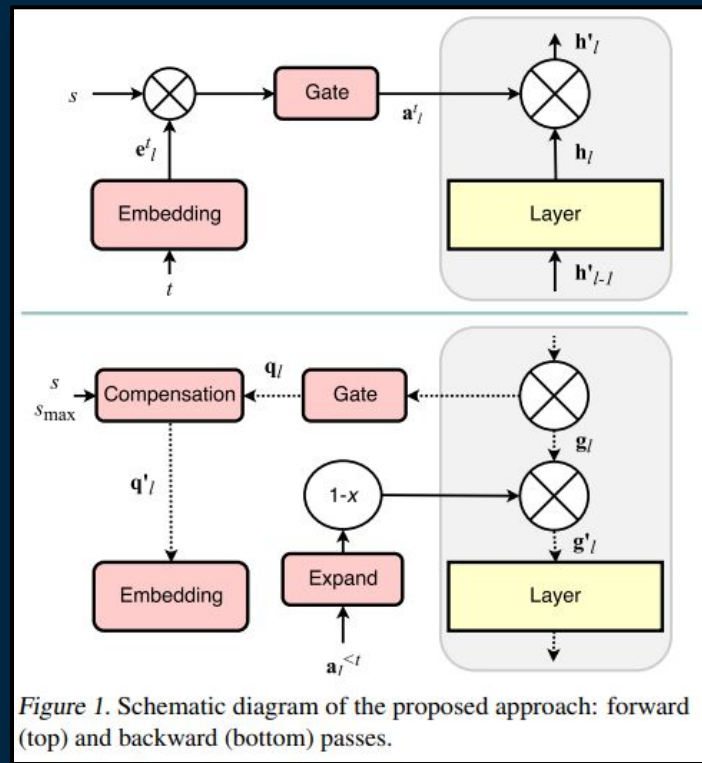 h'l
s
Gate
a^t_l
e^t_l
h_l
Embedding
Layer
t
h'_{l-1}
q_l
s
s_max
Compensation
Gate
g_l
q'_l
1-x
g'_l
Embedding
Expand
Layer
a_l^{<t}
Figure 1. Schematic diagram of the proposed approach: forward
(top) and backward (bottom) passes.